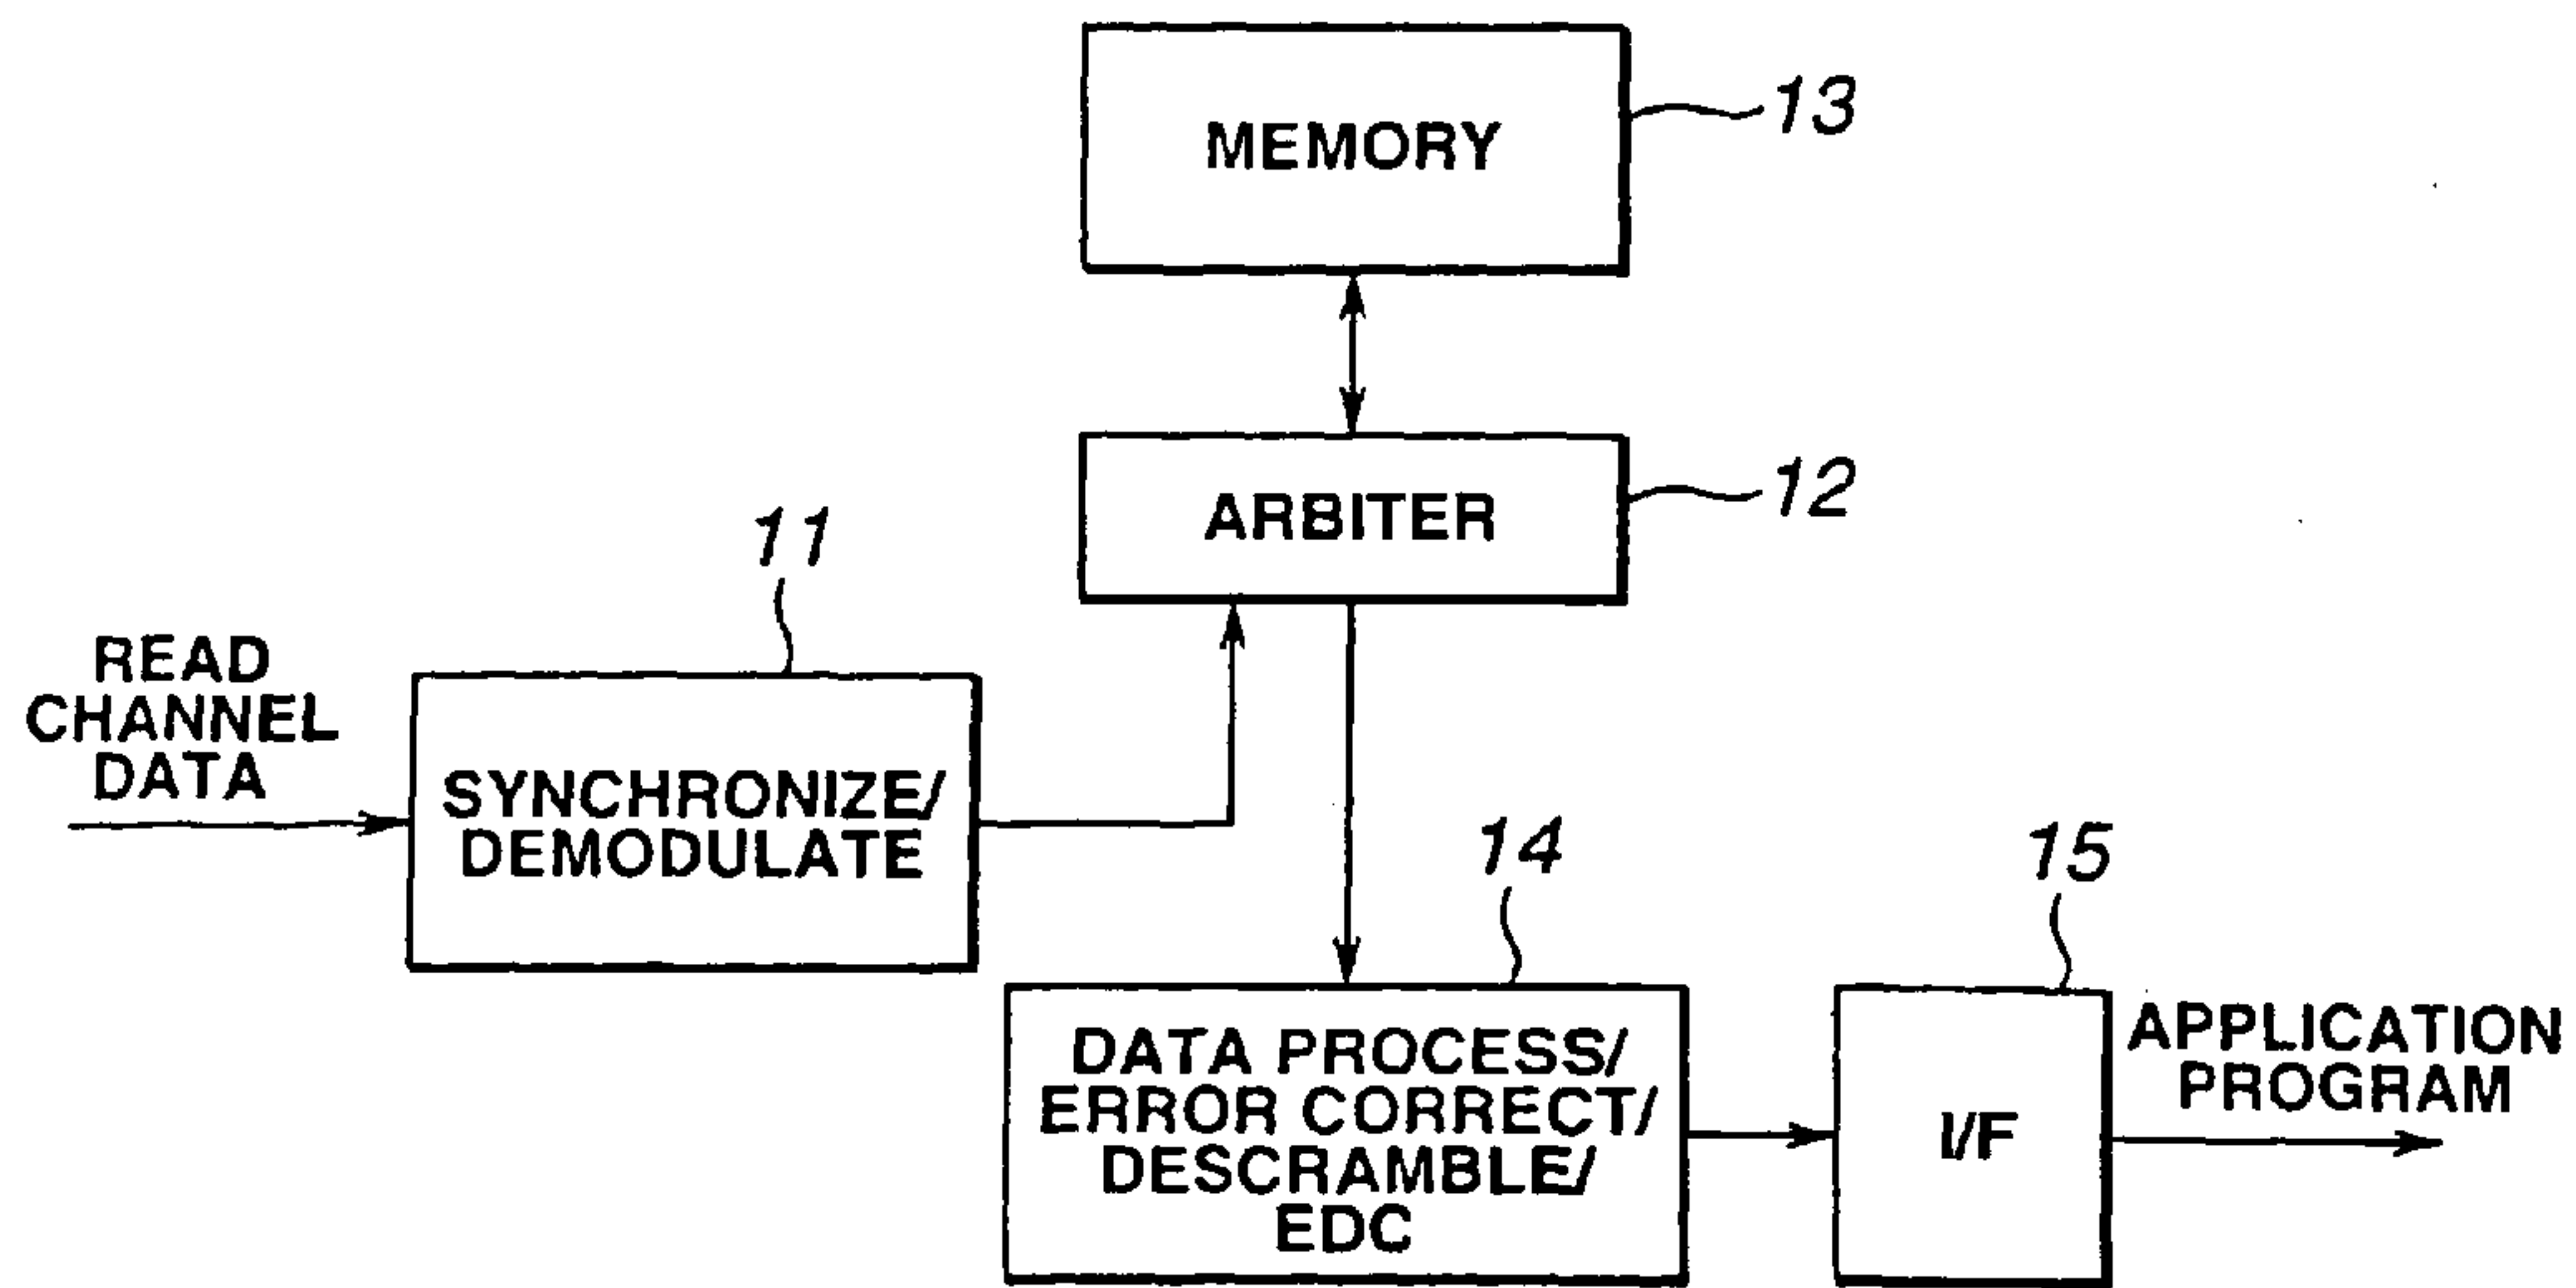 MEMORY
13
ARBITER
12
11
READ
CHANNEL
DATA
SYNCHRONIZE/
DEMODULATE
14
15
DATA PROCESS/
ERROR CORRECT/
DESCRAMBLE/
EDC
I/F
APPLICATION
PROGRAM